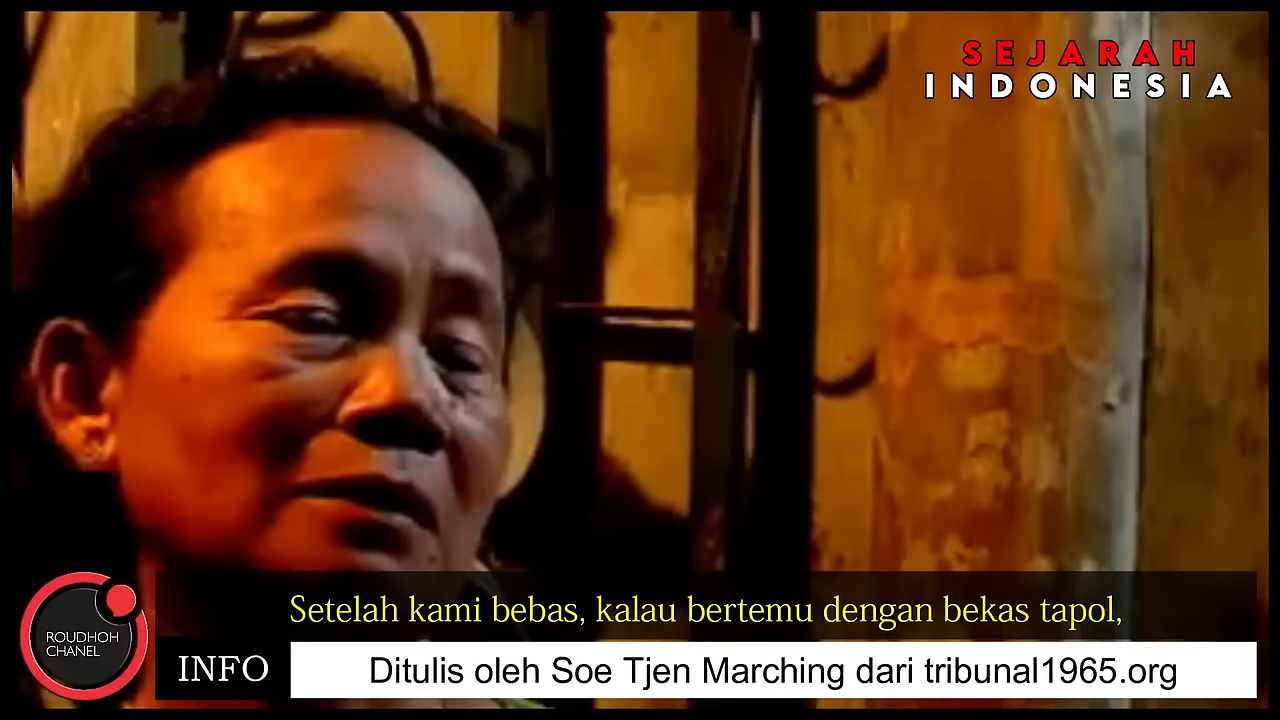 SEJARAH
INDONESIA
Setelah kami bebas, kalau bertemu dengan bekas tapol,
ROUDHOH
CHANEL
INFO
Ditulis oleh Soe Tjen Marching dari tribunal1965.org